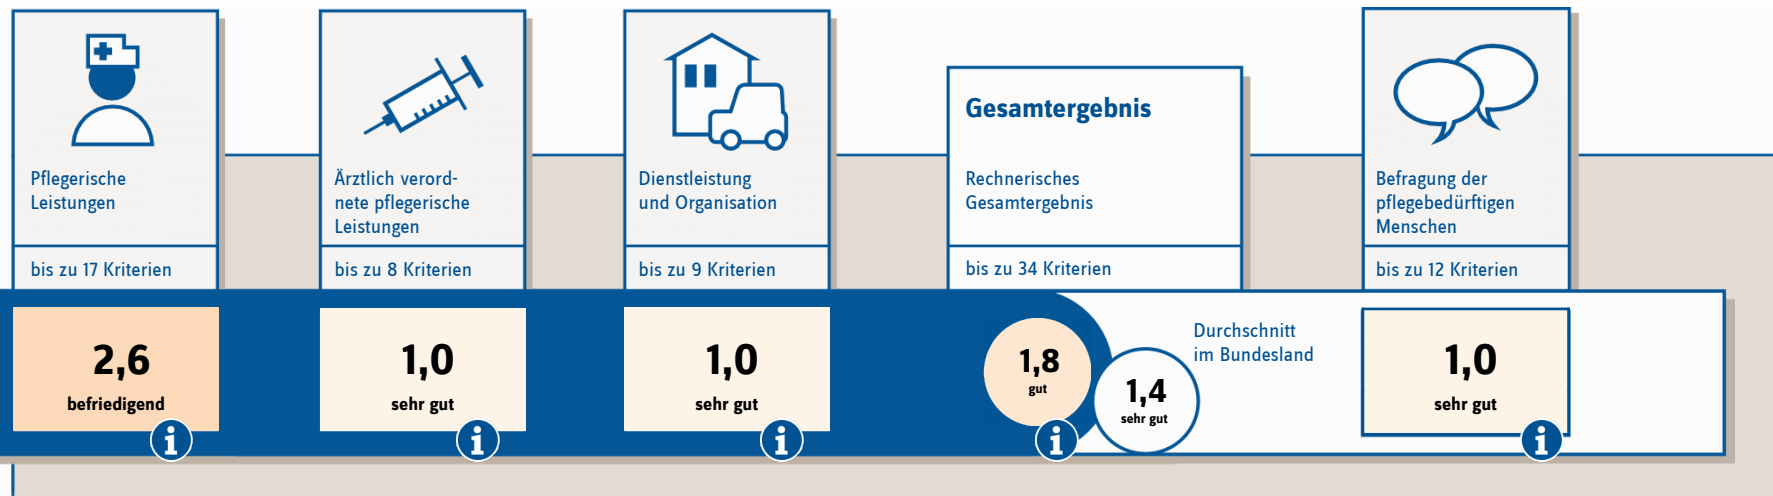 Pflegerische
Leistungen
bis zu 17 Kriterien
2,6
befriedigend
i
Ärztlich verord-
nete pflegerische
Leistungen
bis zu 8 Kriterien
1,0
sehr gut
i
Dienstleistung
und Organisation
bis zu 9 Kriterien
1,0
sehr gut
i
Gesamtergebnis
Rechnerisches
Gesamtergebnis
bis zu 34 Kriterien
1,8
gut
i
Durchschnitt
im Bundesland
1,4
sehr gut
Befragung der
pflegebedürftigen
Menschen
bis zu 12 Kriterien
1,0
sehr gut
i